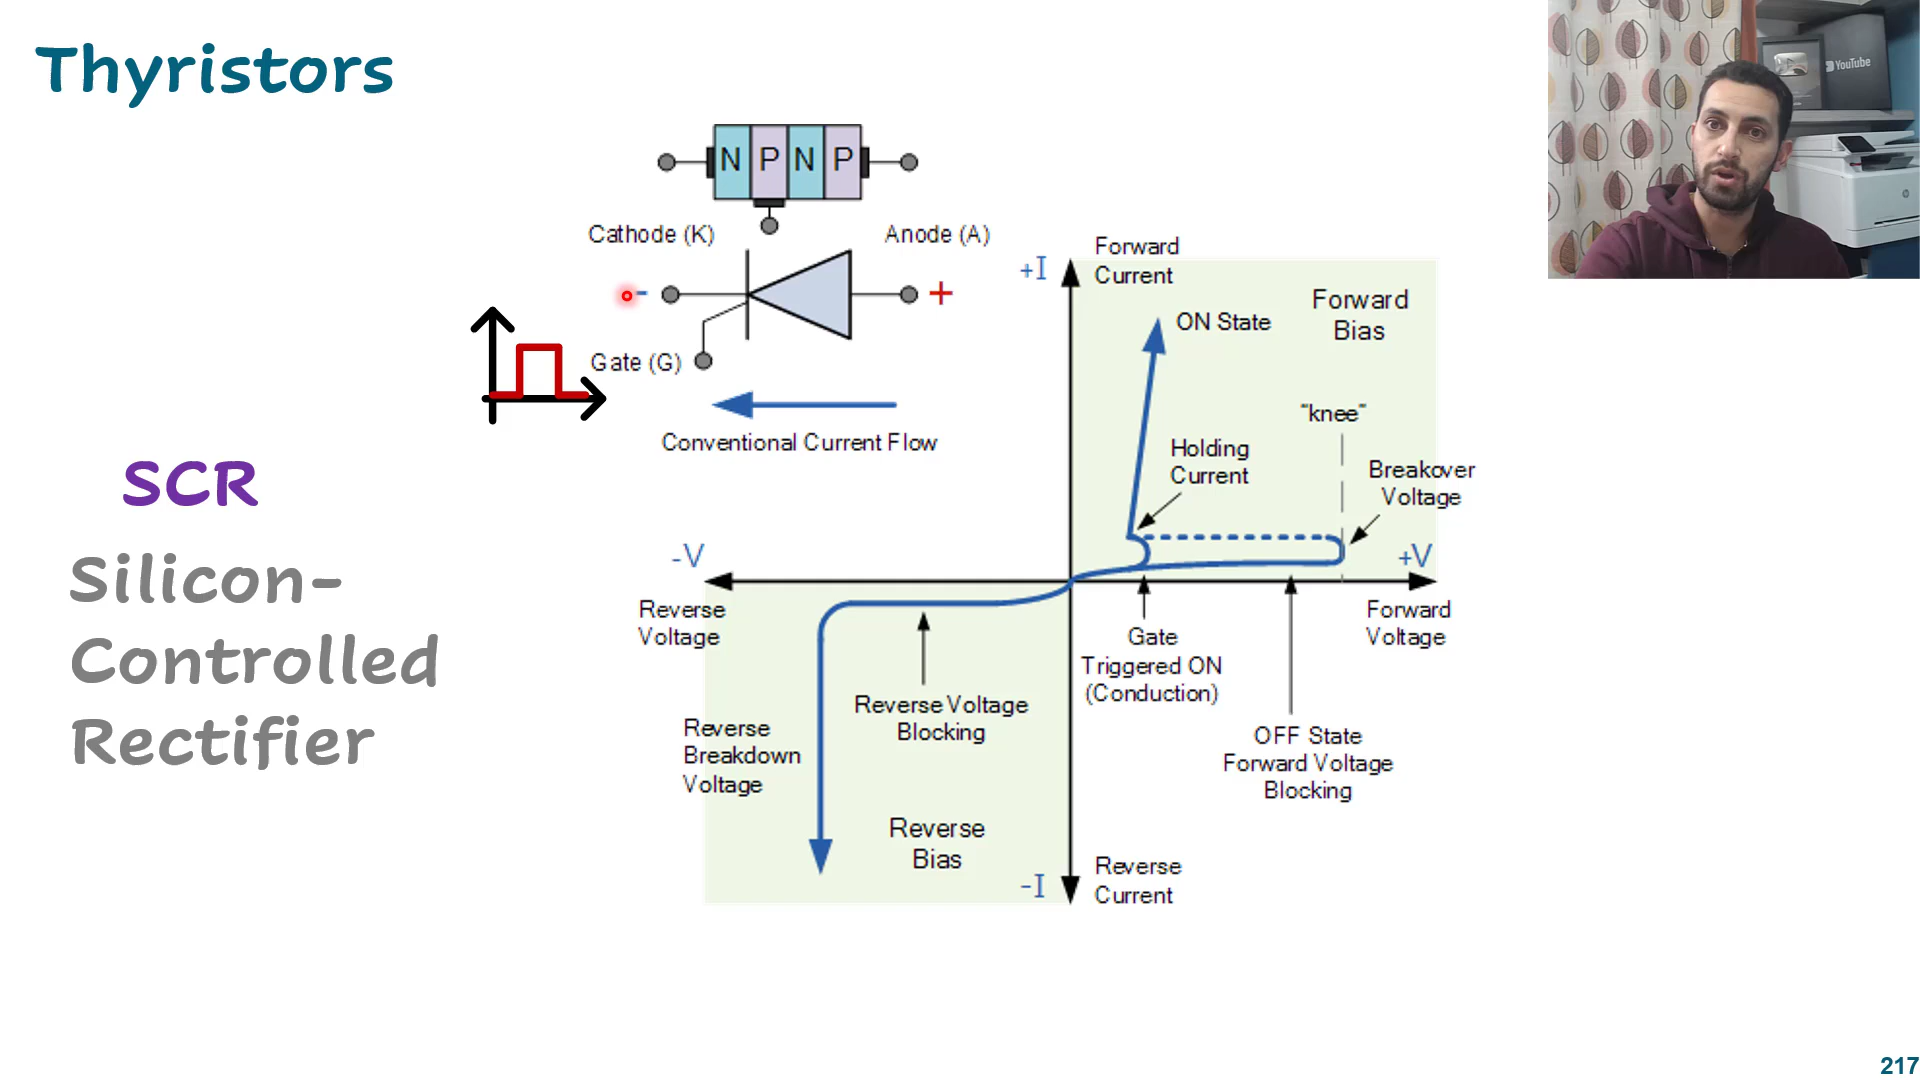 Thyristors
YouTube
N P N P
Cathode (K)
Anode (A)
-
+
Gate (G)
Conventional Current Flow
SCR
Silicon-
Controlled
Rectifier
+I
Forward
Current
Forward
Bias
ON State
"knee"
Holding
Current
Breakover
Voltage
-V
+V
Reverse
Voltage
Forward
Voltage
Gate
Triggered ON
(Conduction)
Reverse Voltage
Blocking
Reverse
Breakdown
Voltage
OFF State
Forward Voltage
Blocking
Reverse
Bias
-I
Reverse
Current
217